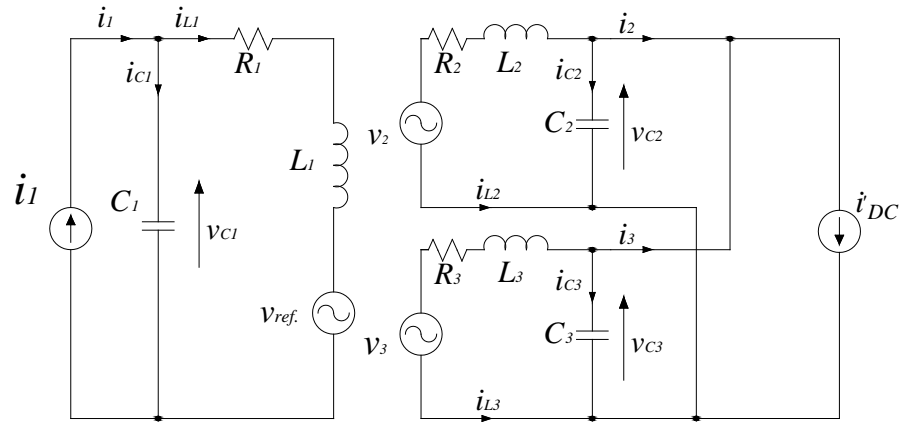 i1 iL1 R1
iC1
L1
i1
C1
vC1
vref.
R2 L2 i2
iC2
v2
C2
vC2
iL2
i'DC
R3 L3 i3
iC3
v3
C3
vC3
iL3